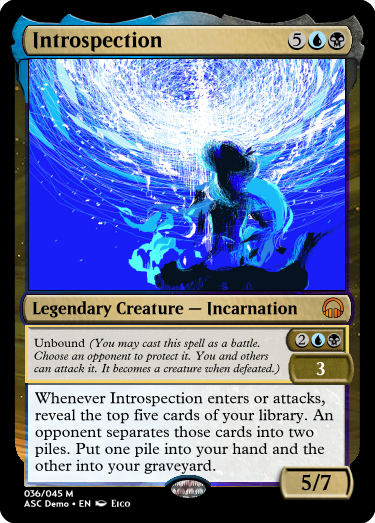 Introspection 5
Legendary Creature — Incarnation
Unbound (You may cast this spell as a battle. 2
Choose an opponent to protect it. You and others
can attack it. It becomes a creature when defeated.) 3
Whenever Introspection enters or attacks,
reveal the top five cards of your library. An
opponent separates those cards into two
piles. Put one pile into your hand and the
other into your graveyard.
5/7
036/045 M
ASC Demo • EN Eico